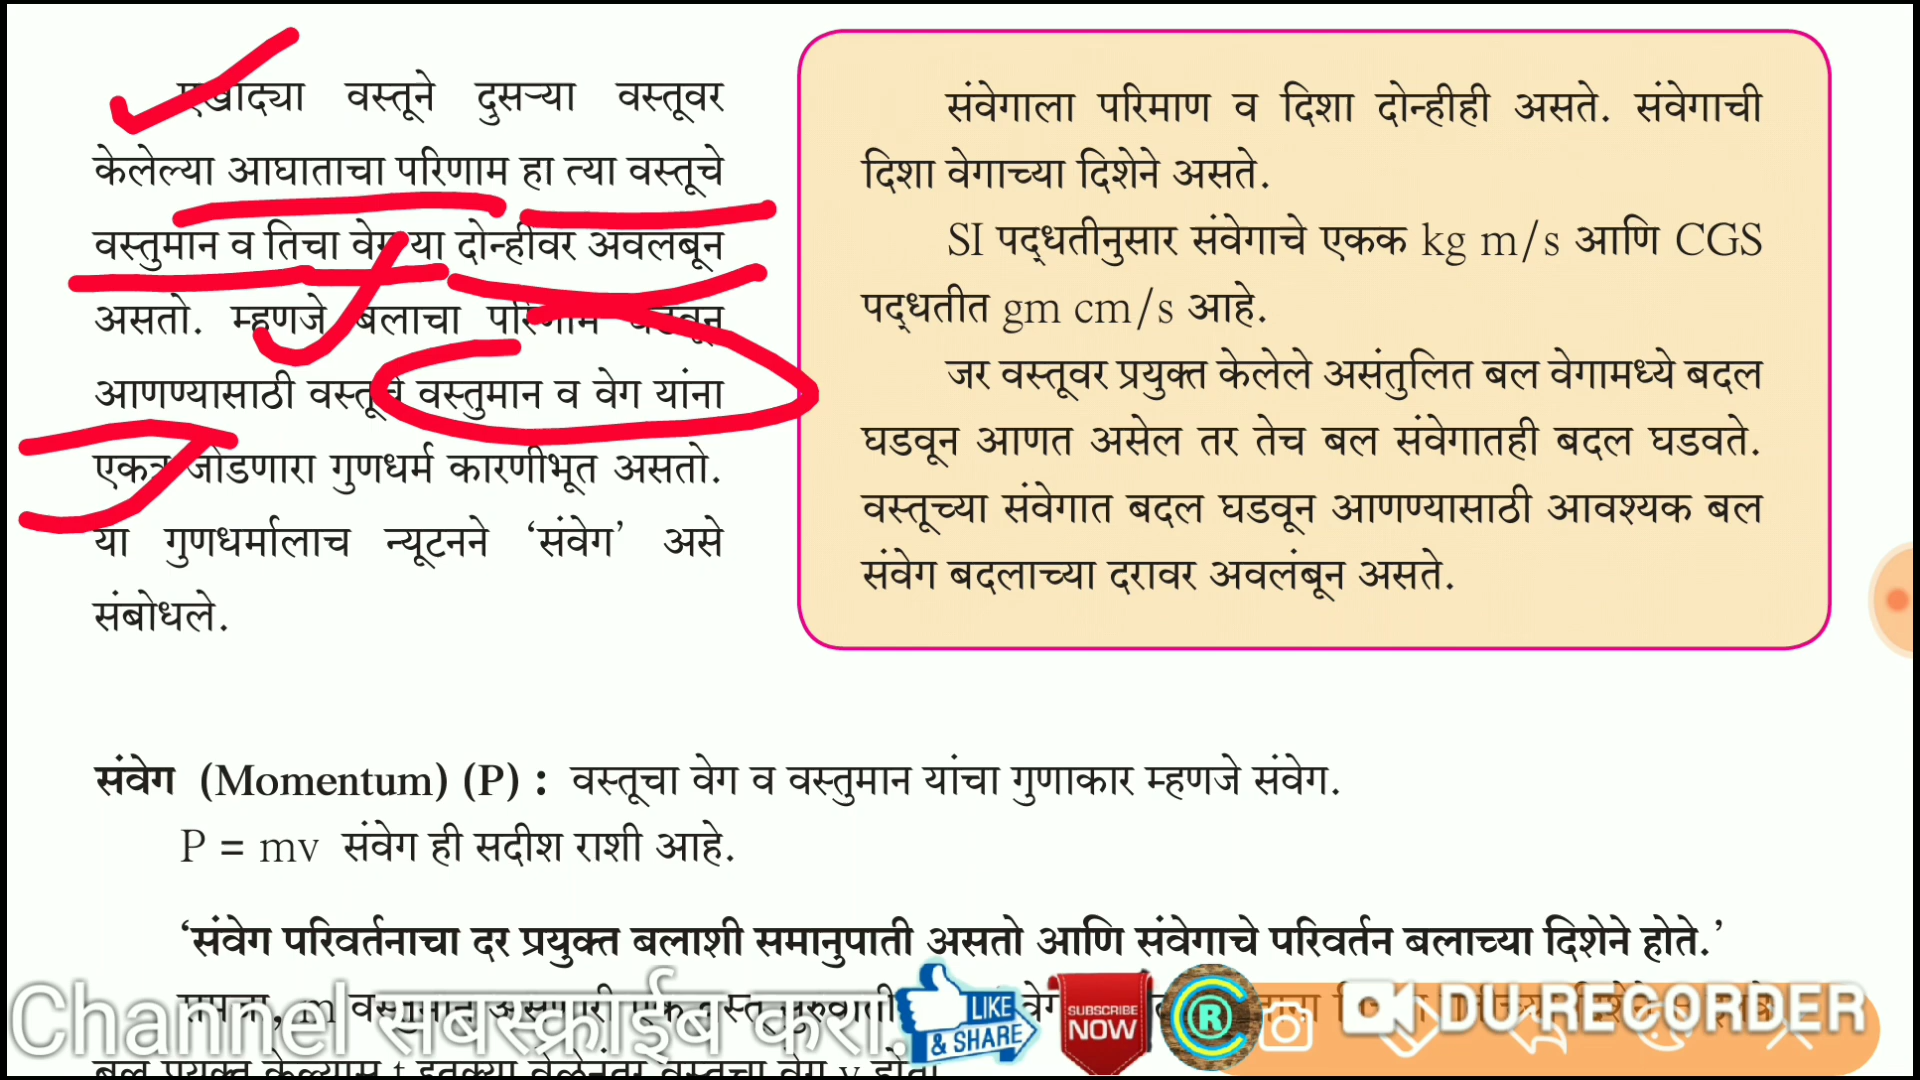 एखाद्या वस्तूने दुसऱ्या वस्तूवर
केलेल्या आघाताचा परिणाम हा त्या वस्तूचे
वस्तुमान व तिचा वेग या दोन्हीवर अवलबून
असतो. म्हणजे बलाचा परिणाम घडवून
आणण्यासाठी वस्तूचे वस्तुमान व वेग यांना
एकत्र जोडणारा गुणधर्म कारणीभूत असतो.
या गुणधर्मालाच न्यूटनने ‘संवेग’ असे
संबोधले.
संवेगाला परिमाण व दिशा दोन्हीही असते. संवेगाची
दिशा वेगाच्या दिशेने असते.
SI पद्धतीनुसार संवेगाचे एकक kg m/s आणि CGS
पद्धतीत gm cm/s आहे.
जर वस्तूवर प्रयुक्त केलेले असंतुलित बल वेगामध्ये बदल
घडवून आणत असेल तर तेच बल संवेगातही बदल घडवते.
वस्तूच्या संवेगात बदल घडवून आणण्यासाठी आवश्यक बल
संवेग बदलाच्या दरावर अवलंबून असते.
संवेग (Momentum) (P) : वस्तूचा वेग व वस्तुमान यांचा गुणाकार म्हणजे संवेग.
P = mv संवेग ही सदीश राशी आहे.
‘संवेग परिवर्तनाचा दर प्रयुक्त बलाशी समानुपाती असतो आणि संवेगाचे परिवर्तन बलाच्या दिशेने होते.’
Channel सबस्क्राईब करा.
LIKE
& SHARE
SUBSCRIBE
NOW
R
DU RECORDER
बल प्रयुक्त केल्यास t इतक्या वेळेनंतर वस्तूचा वेग v होतो